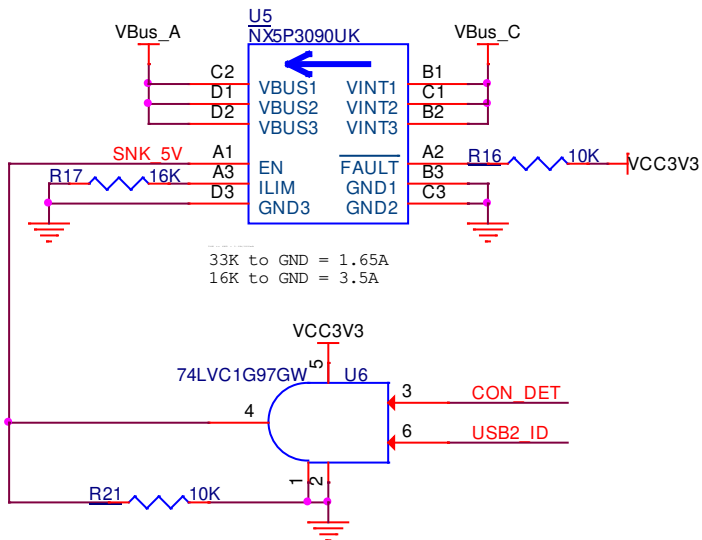 U5
NX5P3090UK
VBus_A
VBus_C
C2 VBUS1 VINT1 B1
D1 VBUS2 VINT2 C1
D2 VBUS3 VINT3 B2
SNK_5V A1 EN FAULT A2 R16 10K VCC3V3
R17 16K A3 ILIM GND1 B3
D3 GND3 GND2 C3
33K to GND = 1.65A
16K to GND = 3.5A
VCC3V3
5
74LVC1G97GW U6
3 CON_DET
4
6 USB2_ID
1 2
R21 10K